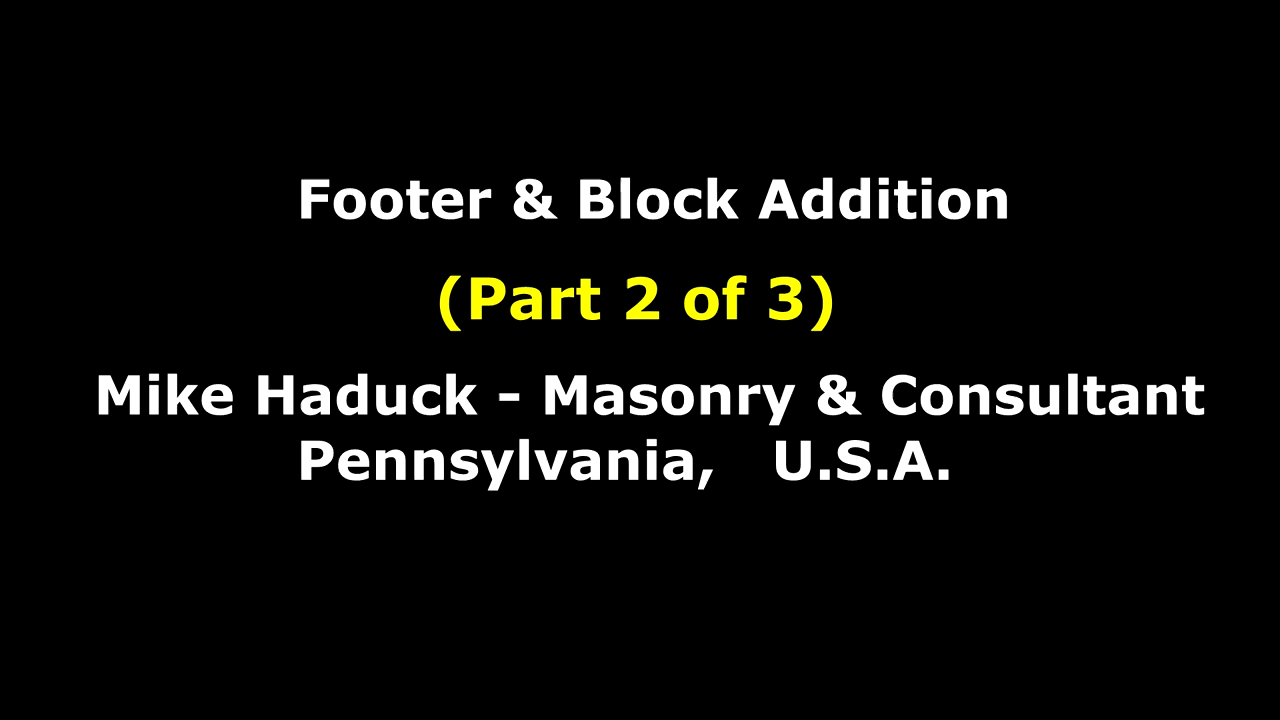 Footer & Block Addition
(Part 2 of 3)
Mike Haduck - Masonry & Consultant
Pennsylvania, U.S.A.